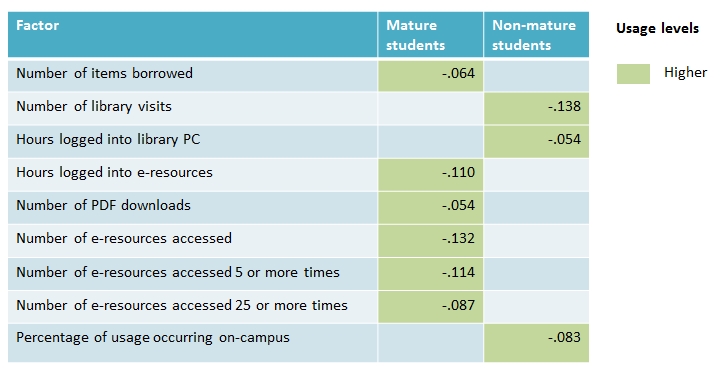 Factor Mature students Non-mature students
Number of items borrowed -.064
Number of library visits -.138
Hours logged into library PC -.054
Hours logged into e-resources -.110
Number of PDF downloads -.054
Number of e-resources accessed -.132
Number of e-resources accessed 5 or more times -.114
Number of e-resources accessed 25 or more times -.087
Percentage of usage occurring on-campus -.083
Usage levels
Higher